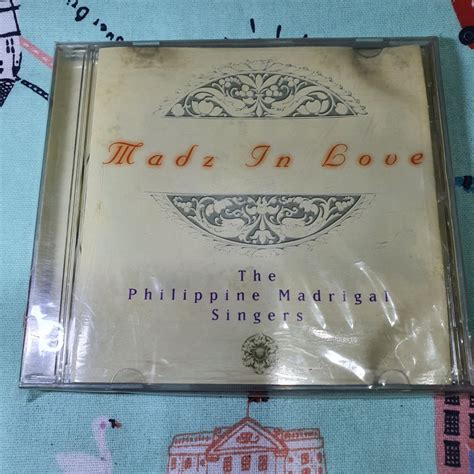 Madz In Love
The
Philippine Madrigal
Singers